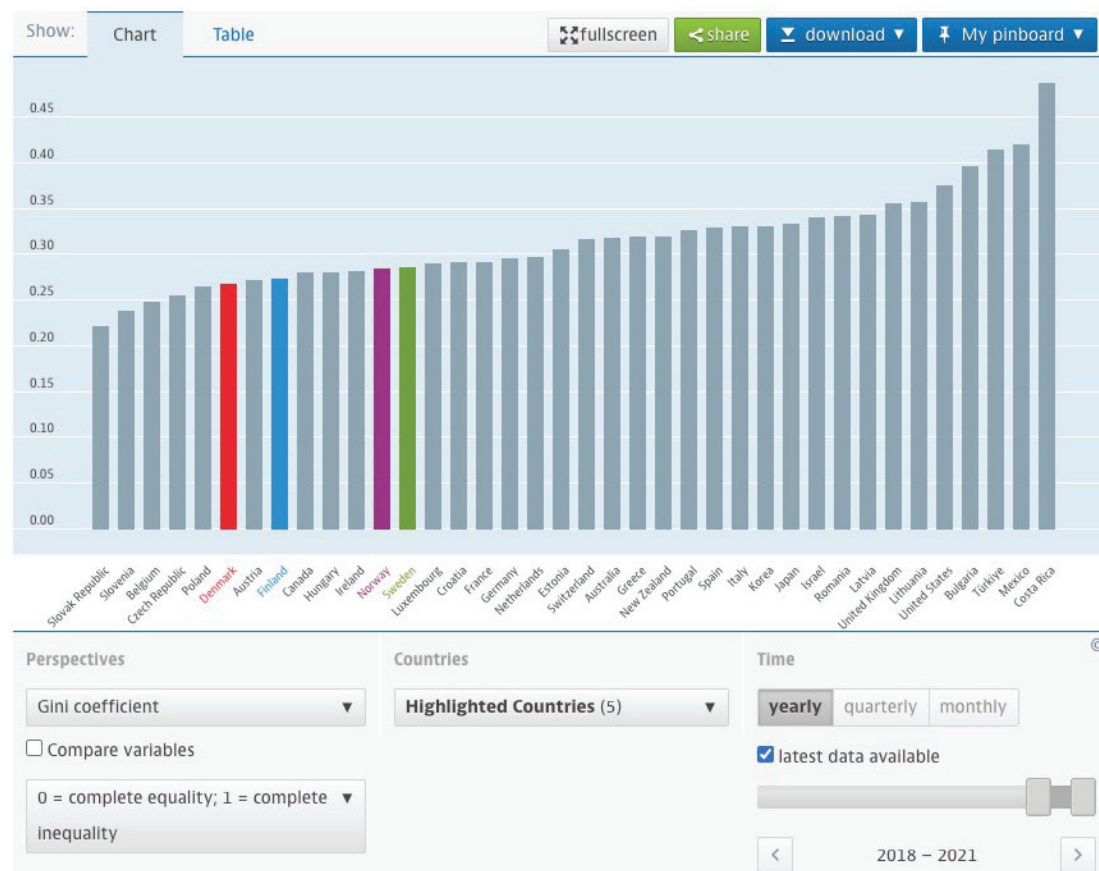 Show:
Chart
Table
fullscreen
share
download
My pinboard
0.45
0.40
0.35
0.30
0.25
0.20
0.15
0.10
0.05
0.00
Slovak Republic
Slovenia
Belgium
Czech Republic
Poland
Denmark
Austria
Finland
Canada
Hungary
Ireland
Norway
Sweden
Luxembourg
Croatia
France
Germany
Netherlands
Estonia
Switzerland
Australia
Greece
New Zealand
Portugal
Spain
Italy
Korea
Japan
Israel
Romania
Latvia
United Kingdom
Lithuania
United States
Bulgaria
Türkiye
Mexico
Costa Rica
©
Perspectives
Countries
Time
Gini coefficient
Highlighted Countries (5)
yearly quarterly monthly
Compare variables
latest data available
0 = complete equality; 1 = complete
inequality
2018 – 2021